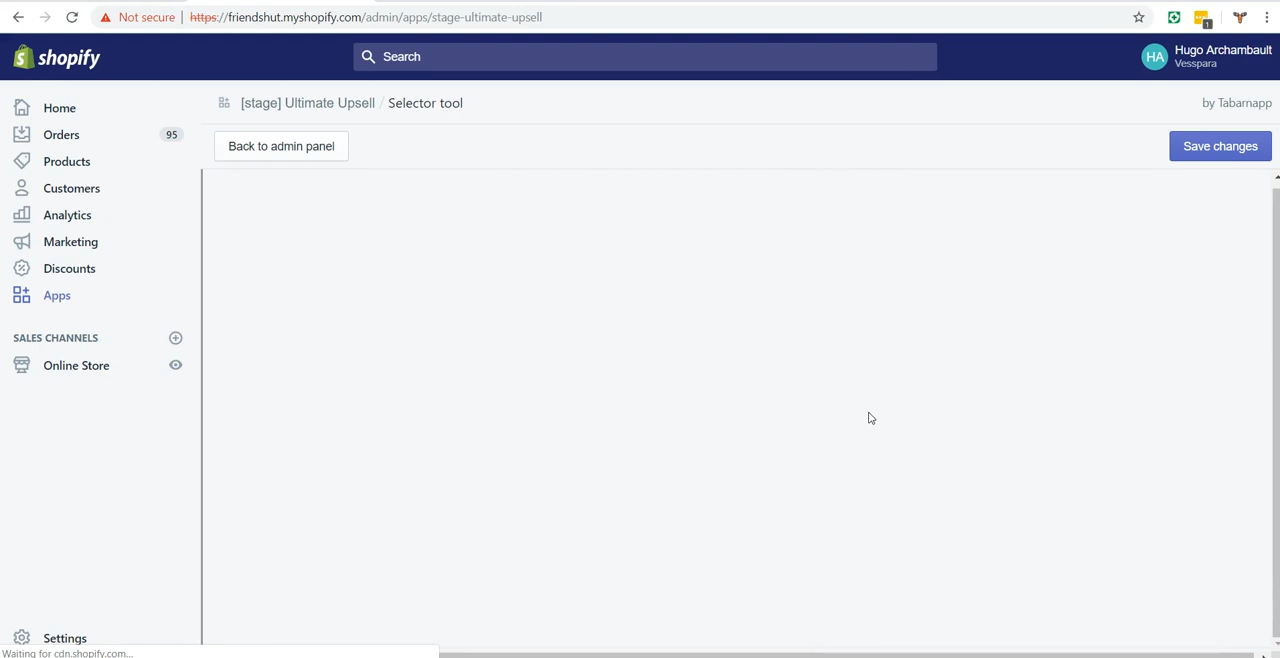 Not secure | https://friendshut.myshopify.com/admin/apps/stage-ultimate-upsell
1
shopify
Search
HA
Hugo Archambault
Vesspara
[stage] Ultimate Upsell / Selector tool
by Tabarnapp
Back to admin panel
Save changes
Home
Orders 95
Products
Customers
Analytics
Marketing
Discounts
Apps
SALES CHANNELS
Online Store
Settings
Waiting for cdn.shopify.com...